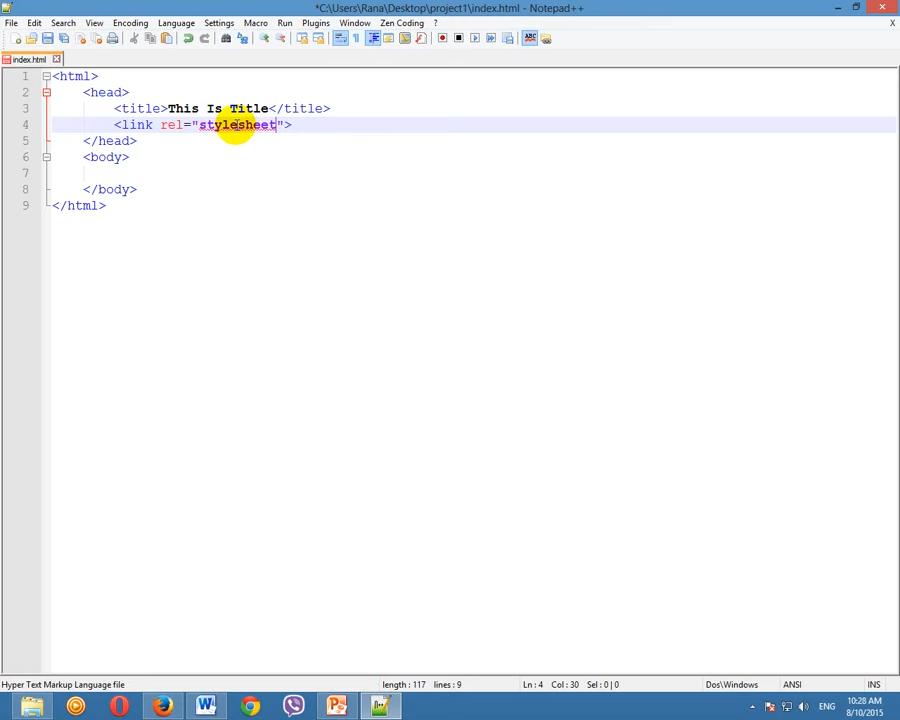 *C:\Users\Rana\Desktop\project1\index.html - Notepad++
File Edit Search View Encoding Language Settings Macro Run Plugins Window Zen Coding ? X
ABC
index.html
1 <html>
2 <head>
3 <title>This Is Title</title>
4 <link rel="stylesheet">
5 </head>
6 <body>
7
8 </body>
9 </html>
Hyper Text Markup Language file length : 117 lines : 9 Ln : 4 Col : 30 Sel : 0 | 0 Dos\Windows ANSI INS
ENG 10:28 AM
8/10/2015